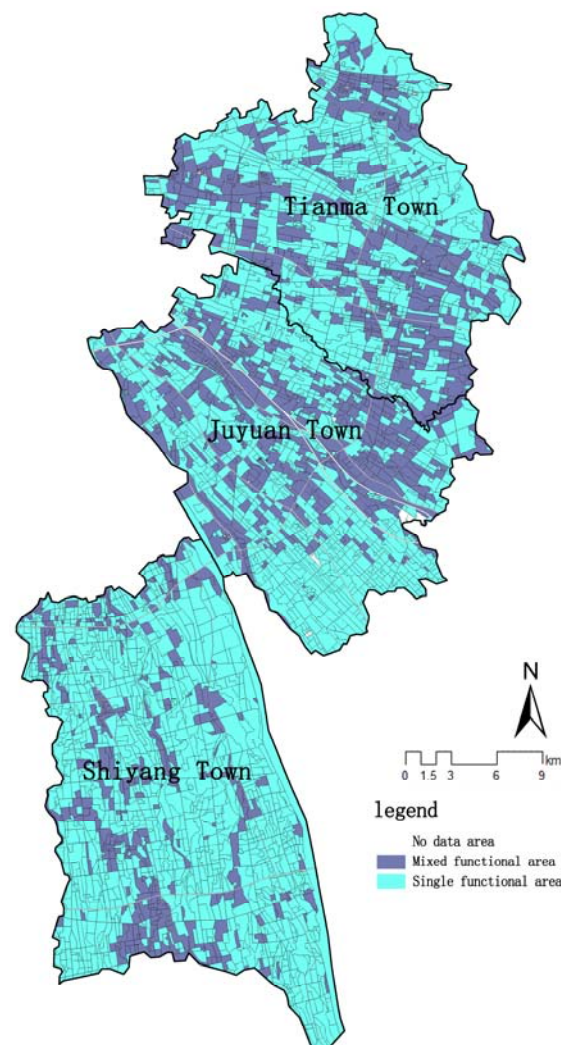 Tianma Town
Juyuan Town
Shiyang Town
N
km
0 1.5 3 6 9
legend
No data area
Mixed functional area
Single functional area